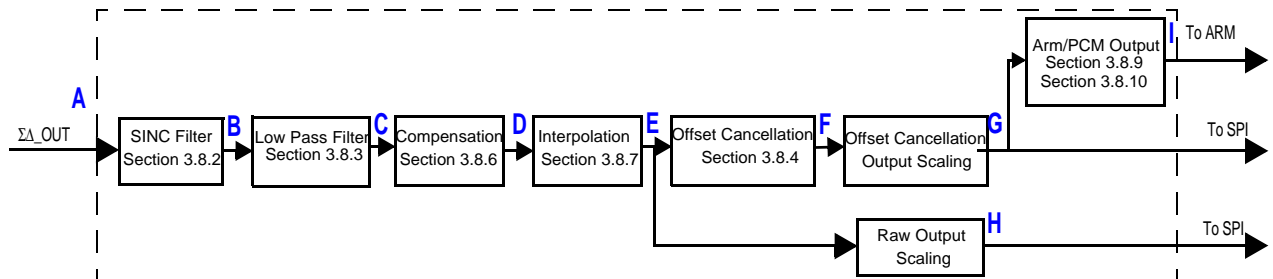 A
ΣΔ_OUT
SINC Filter
Section 3.8.2
B
Low Pass Filter
Section 3.8.3
C
Compensation
Section 3.8.6
D
Interpolation
Section 3.8.7
E
Offset Cancellation
Section 3.8.4
F
Offset Cancellation
Output Scaling
G
Arm/PCM Output
Section 3.8.9
Section 3.8.10
I
To ARM
To SPI
Raw Output
Scaling
H
To SPI